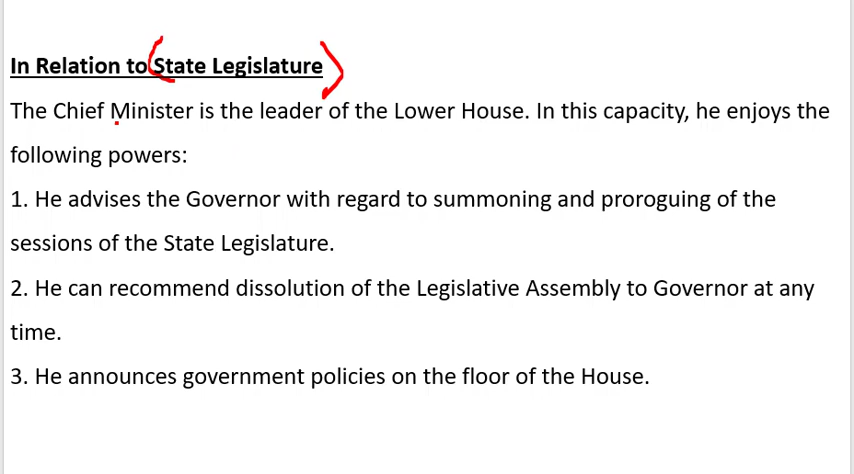 In Relation to State Legislature
The Chief Minister is the leader of the Lower House. In this capacity, he enjoys the
following powers:
1. He advises the Governor with regard to summoning and proroguing of the
sessions of the State Legislature.
2. He can recommend dissolution of the Legislative Assembly to Governor at any
time.
3. He announces government policies on the floor of the House.